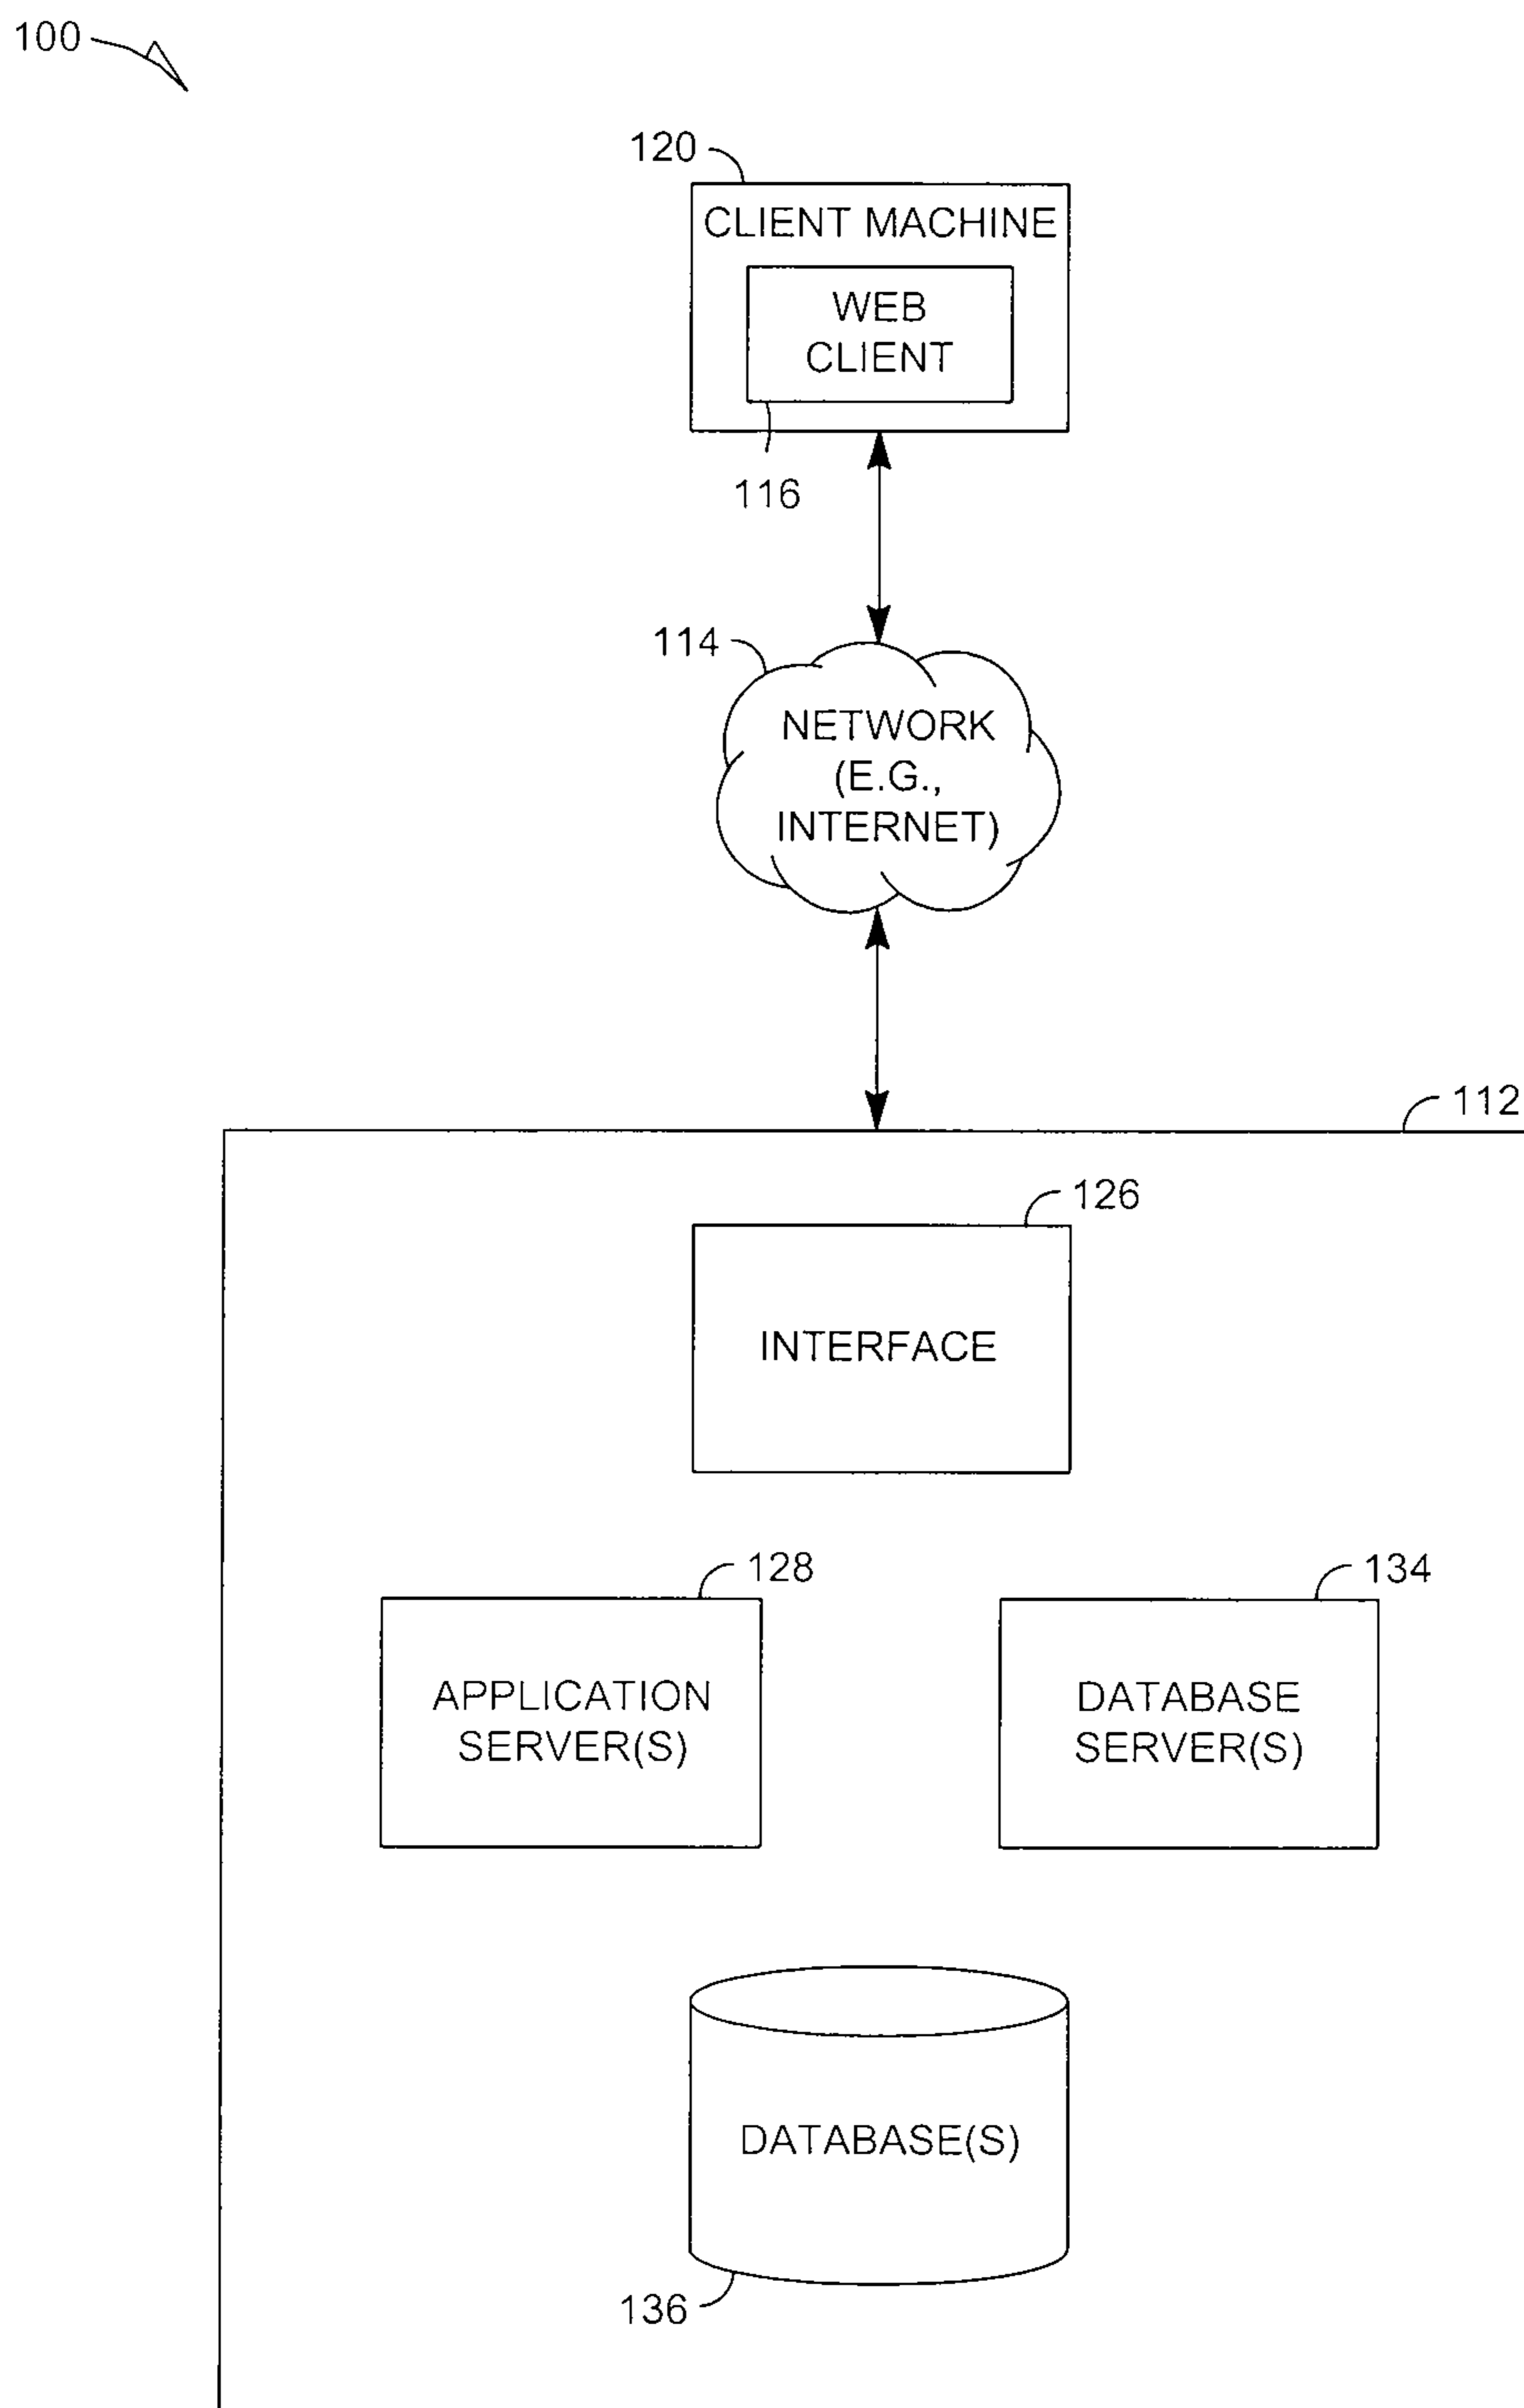 100
120
CLIENT MACHINE
WEB
CLIENT
116
114
NETWORK
(E.G.,
INTERNET)
112
126
INTERFACE
128
134
APPLICATION
SERVER(S)
DATABASE
SERVER(S)
DATABASE(S)
136